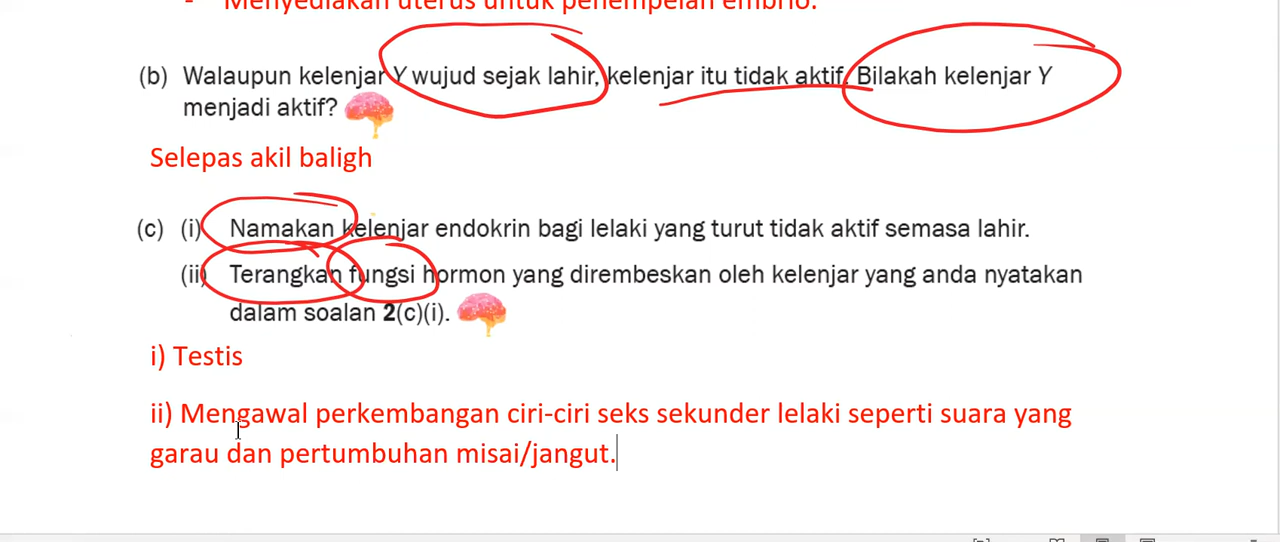 - Menyediakan uterus untuk penempelan embrio.
(b) Walaupun kelenjar Y wujud sejak lahir, kelenjar itu tidak aktif. Bilakah kelenjar Y
menjadi aktif?
Selepas akil baligh
(c) (i) Namakan kelenjar endokrin bagi lelaki yang turut tidak aktif semasa lahir.
(ii) Terangkan fungsi hormon yang dirembeskan oleh kelenjar yang anda nyatakan
dalam soalan 2(c)(i).
i) Testis
ii) Mengawal perkembangan ciri-ciri seks sekunder lelaki seperti suara yang
garau dan pertumbuhan misai/jangut.